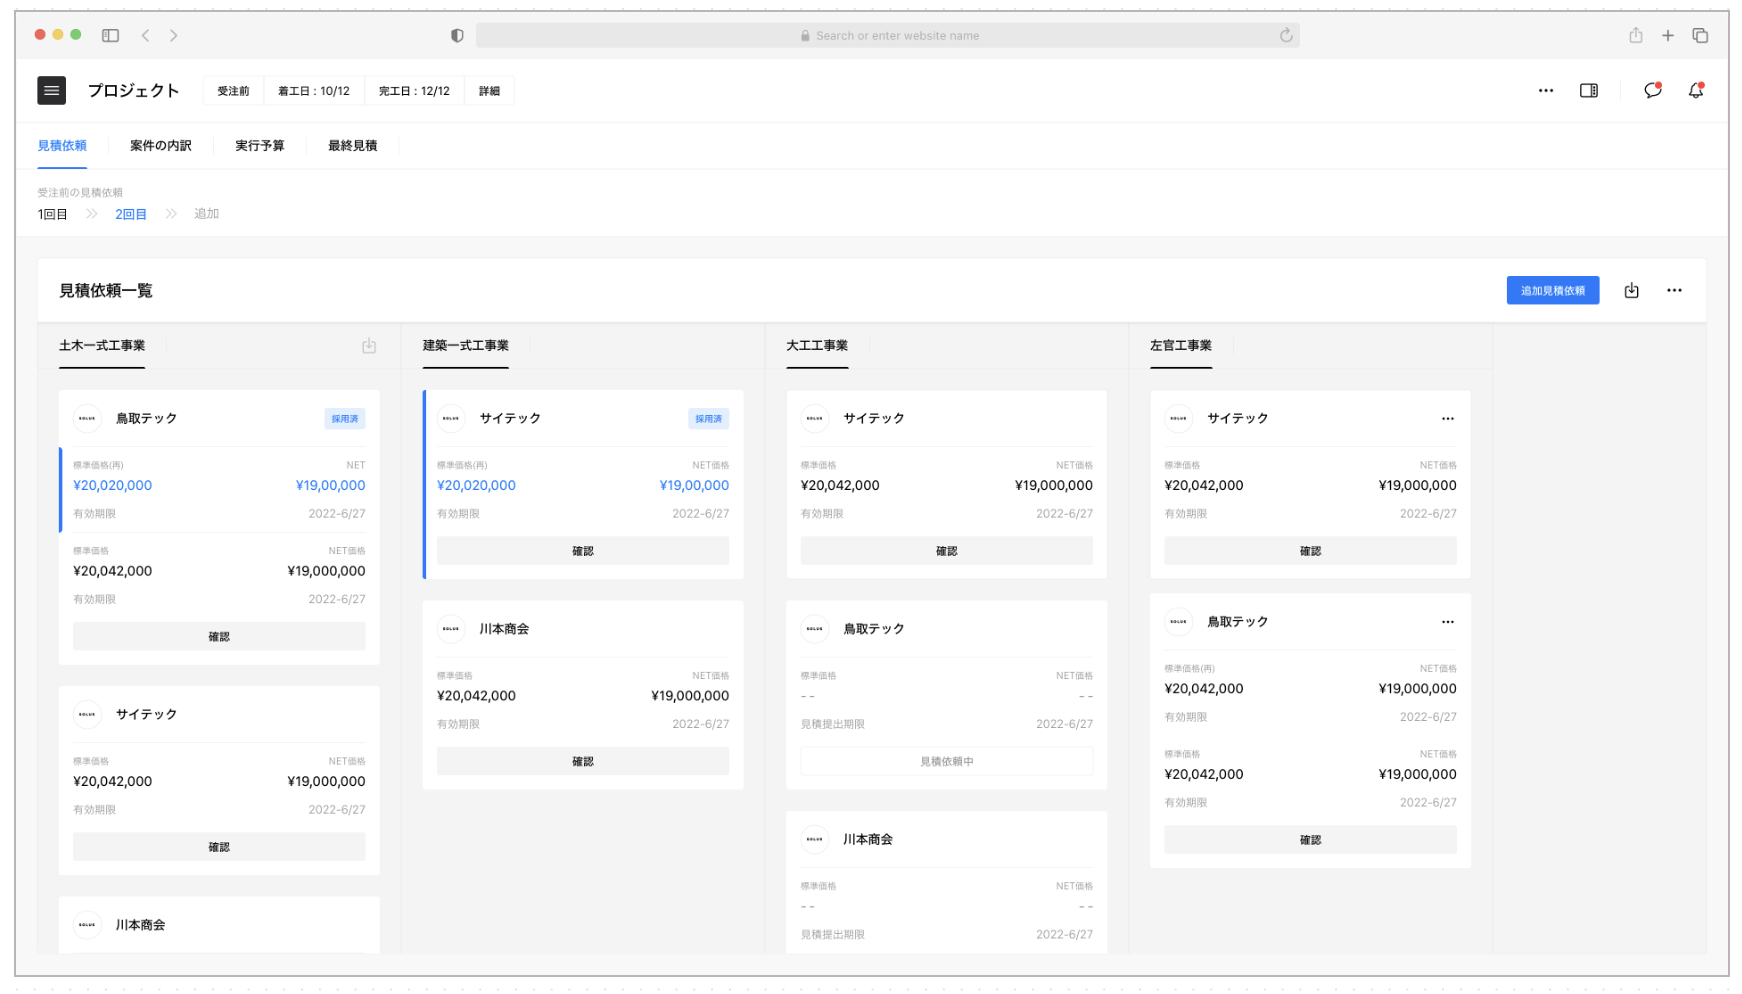 Search or enter website name
プロジェクト 受注前 着工日 : 10/12 完工日 : 12/12 詳細
見積依頼 案件の内訳 実行予算 最終見積
受注前の見積依頼
1回目 2回目 追加
見積依頼一覧 追加見積依頼
土木一式工事業
SOLUS 鳥取テック 採用済
標準価格(再) NET
¥20,020,000 ¥19,00,000
有効期限 2022-6/27
標準価格 NET価格
¥20,042,000 ¥19,000,000
有効期限 2022-6/27
確認
SOLUS サイテック
標準価格 NET価格
¥20,042,000 ¥19,000,000
有効期限 2022-6/27
確認
SOLUS 川本商会
建築一式工事業
SOLUS サイテック 採用済
標準価格(再) NET価格
¥20,020,000 ¥19,00,000
有効期限 2022-6/27
確認
SOLUS 川本商会
標準価格 NET価格
¥20,042,000 ¥19,000,000
有効期限 2022-6/27
確認
大工工事業
SOLUS サイテック
標準価格 NET価格
¥20,042,000 ¥19,000,000
有効期限 2022-6/27
確認
SOLUS 鳥取テック
標準価格 NET価格
-- --
見積提出期限 2022-6/27
見積依頼中
SOLUS 川本商会
標準価格 NET価格
-- --
見積提出期限 2022-6/27
左官工事業
SOLUS サイテック
標準価格 NET価格
¥20,042,000 ¥19,000,000
有効期限 2022-6/27
確認
SOLUS 鳥取テック
標準価格(再) NET価格
¥20,042,000 ¥19,000,000
有効期限 2022-6/27
標準価格 NET価格
¥20,042,000 ¥19,000,000
有効期限 2022-6/27
確認